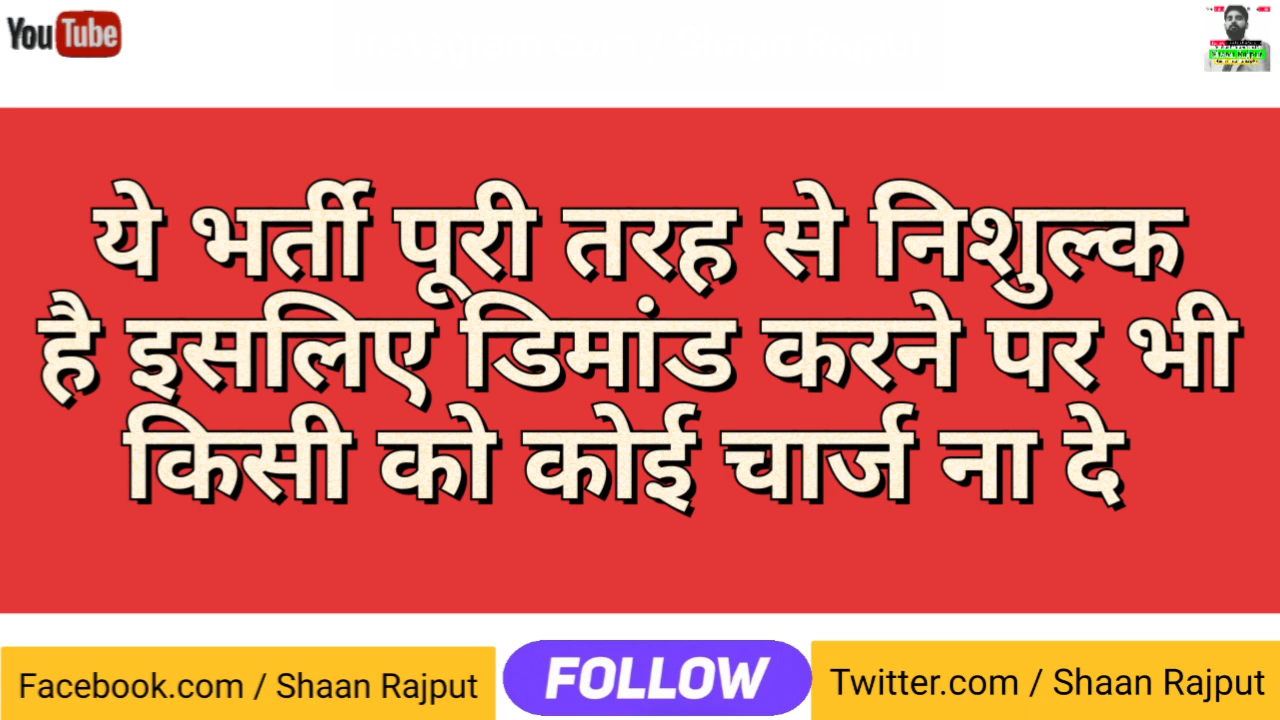 YouTube
ये भर्ती पूरी तरह से निशुल्क
है इसलिए डिमांड करने पर भी
किसी को कोई चार्ज ना दे
Facebook.com / Shaan Rajput
FOLLOW
Twitter.com / Shaan Rajput